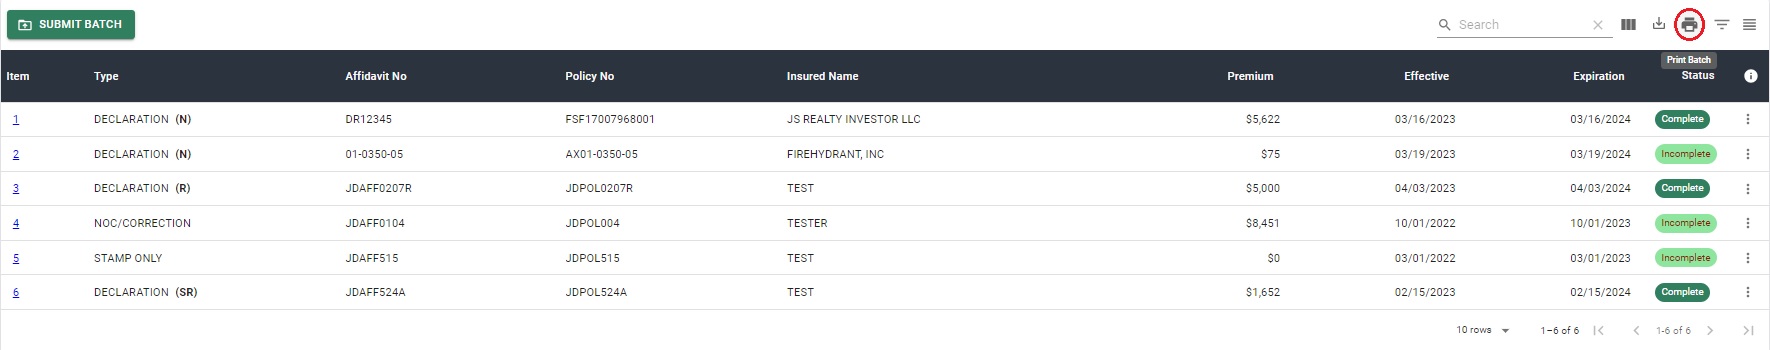 SUBMIT BATCH Search
Print Batch
Item Type Affidavit No Policy No Insured Name Premium Effective Expiration Status
1 DECLARATION (N) DR12345 FSF17007968001 JS REALTY INVESTOR LLC $5,622 03/16/2023 03/16/2024 Complete
2 DECLARATION (N) 01-0350-05 AX01-0350-05 FIREHYDRANT, INC $75 03/19/2023 03/19/2024 Incomplete
3 DECLARATION (R) JDAFF0207R JDPOL0207R TEST $5,000 04/03/2023 04/03/2024 Complete
4 NOC/CORRECTION JDAFF0104 JDPOL004 TESTER $8,451 10/01/2022 10/01/2023 Incomplete
5 STAMP ONLY JDAFF515 JDPOL515 TEST $0 03/01/2022 03/01/2023 Incomplete
6 DECLARATION (SR) JDAFF524A JDPOL524A TEST $1,652 02/15/2023 02/15/2024 Complete
10 rows 1–6 of 6 1-6 of 6